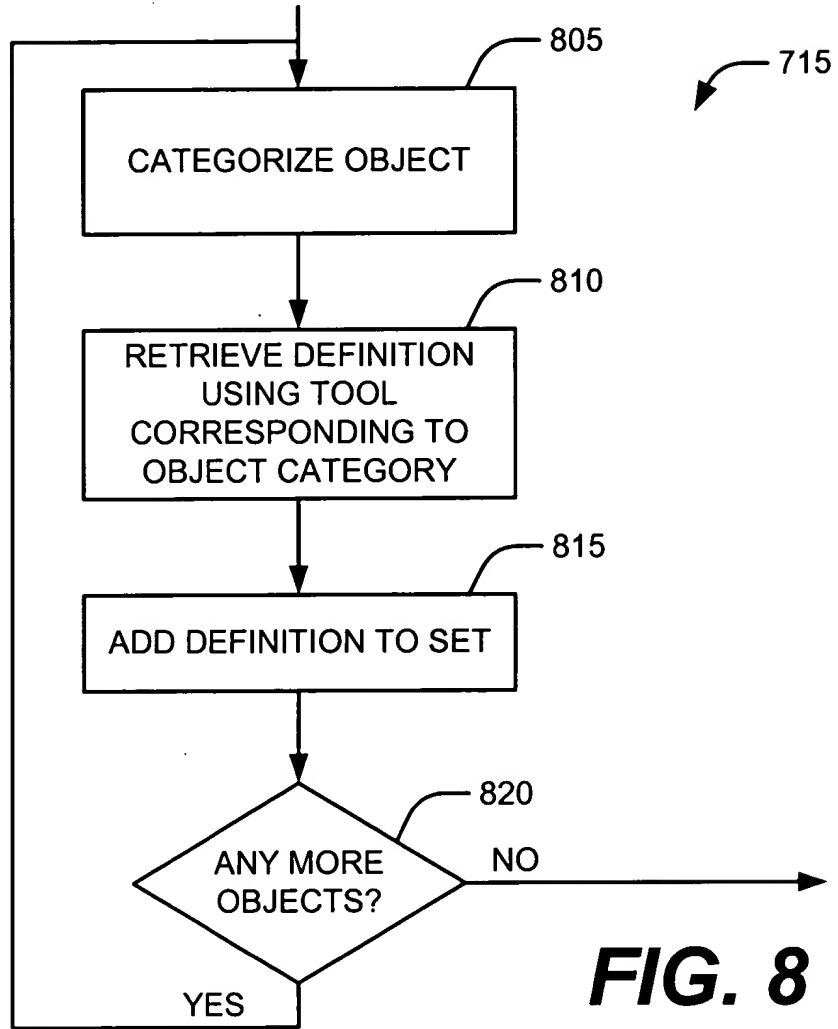 805
715
CATEGORIZE OBJECT
810
RETRIEVE DEFINITION
USING TOOL
CORRESPONDING TO
OBJECT CATEGORY
815
ADD DEFINITION TO SET
820
ANY MORE
OBJECTS?
NO
YES
FIG. 8